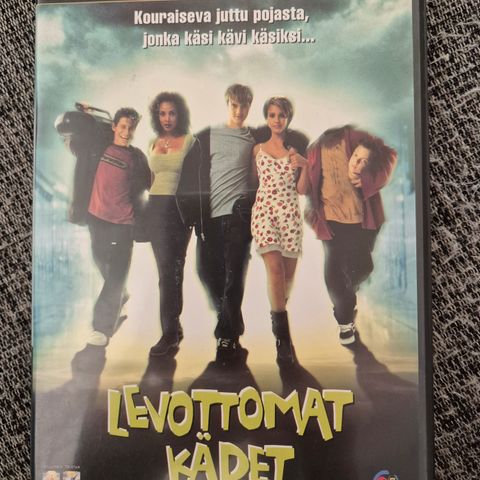 Kouraiseva juttu pojasta,
jonka käsi kävi käsiksi...
LEVOTTOMAT
KÄDET